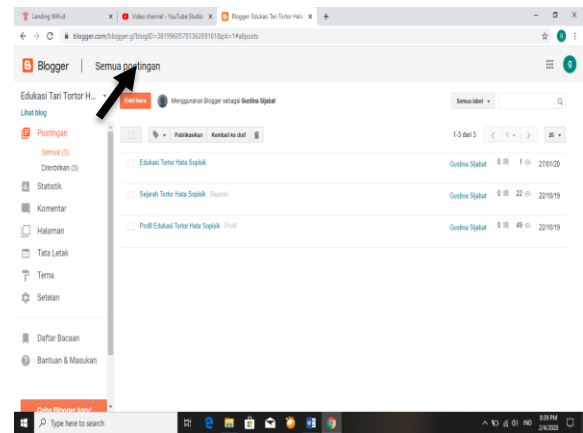 Landing Wifi.id
Video channel - YouTube Studio
Blogger: Edukasi Tari Tortor Hata
blogger.com/blogger.g?blogID=3819960578136269161&pli=1#allposts
Blogger
Semua postingan
g
Edukasi Tari Tortor H...
Lihat blog
Entri baru
Menggunakan Blogger sebagai Gustina Sijabat
Semua label
Postingan
Semua (3)
Diterbitkan (3)
Statistik
Komentar
Halaman
Tata Letak
Tema
Setelan
Daftar Bacaan
Bantuan & Masukan
Coba Blogger baru!
Publikasikan
Kembali ke draf
1-3 dari 3
1
25
Edukasi Tortor Hata Sopisik
Gustina Sijabat 0 1 27/01/20
Sejarah Tortor Hata Sopisik Sejarah
Gustina Sijabat 0 22 22/10/19
Profil Edukasi Tortor Hata Sopisik Profil
Gustina Sijabat 0 49 22/10/19
Type here to search
IND
8:39 PM
2/4/2020